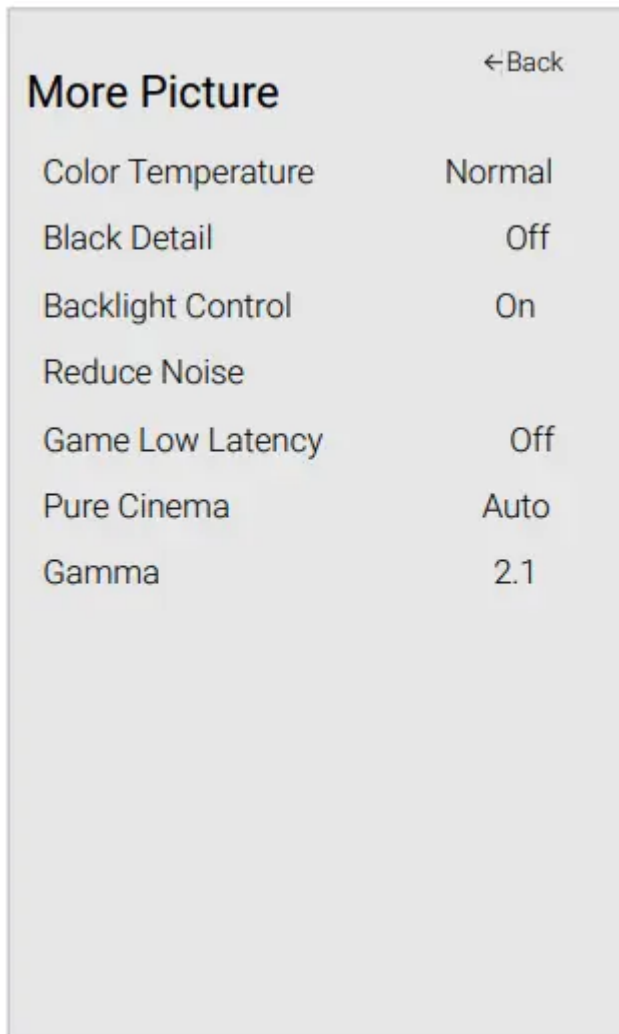 ←Back
More Picture
Color Temperature Normal
Black Detail Off
Backlight Control On
Reduce Noise
Game Low Latency Off
Pure Cinema Auto
Gamma 2.1